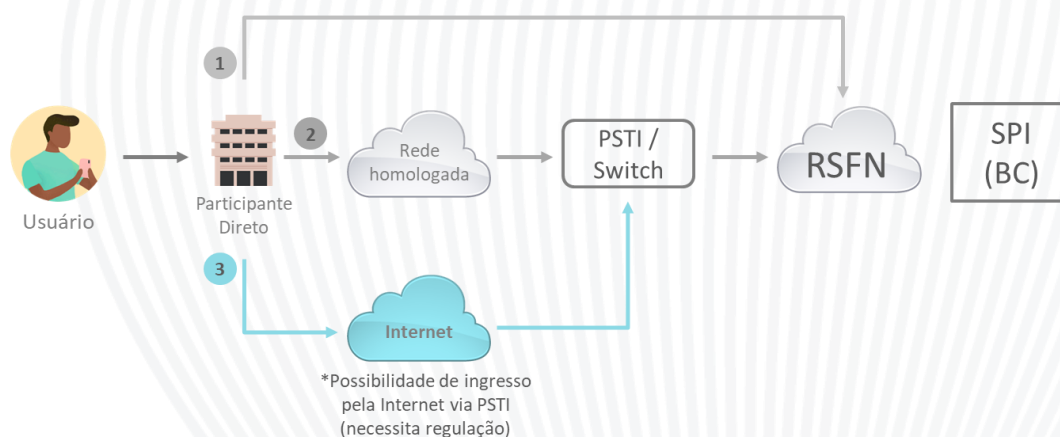 1
Usuário
Participante
Direto
2
Rede
homologada
PSTI /
Switch
RSFN
SPI
(BC)
3
Internet
*Possibilidade de ingresso
pela Internet via PSTI
(necessita regulação)